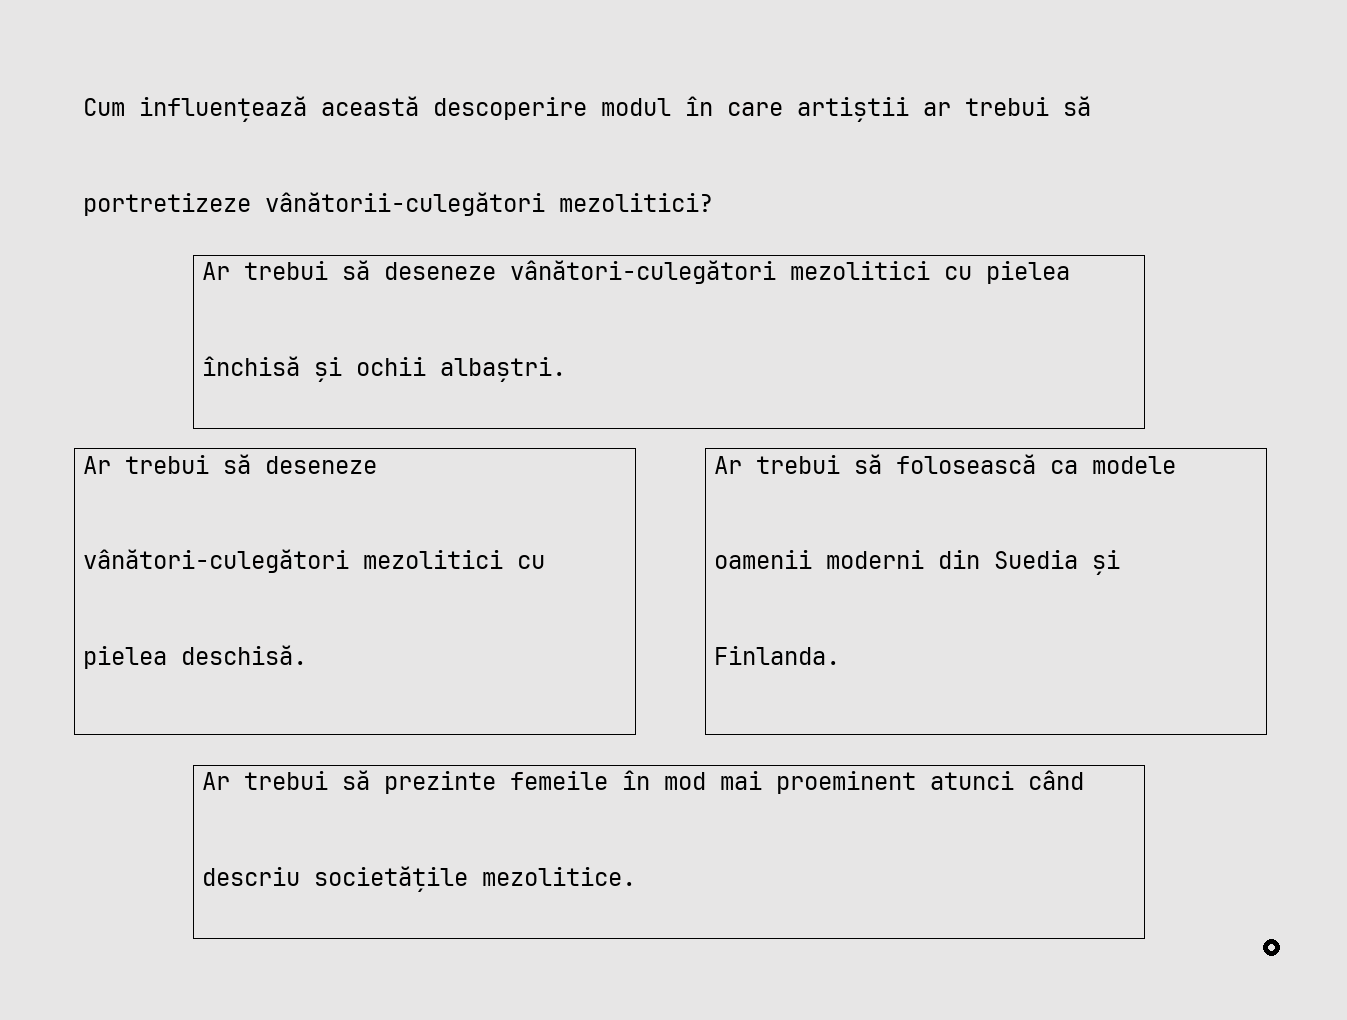 Cum influențează această descoperire modul în care artiștii ar trebui să
portretizeze vânătorii-culegători mezolitici?
Ar trebui să deseneze vânători-culegători mezolitici cu pielea
închisă și ochii albaștri.
Ar trebui să deseneze
vânători-culegători mezolitici cu
pielea deschisă.
Ar trebui să folosească ca modele
oamenii moderni din Suedia și
Finlanda.
Ar trebui să prezinte femeile în mod mai proeminent atunci când
descriu societățile mezolitice.